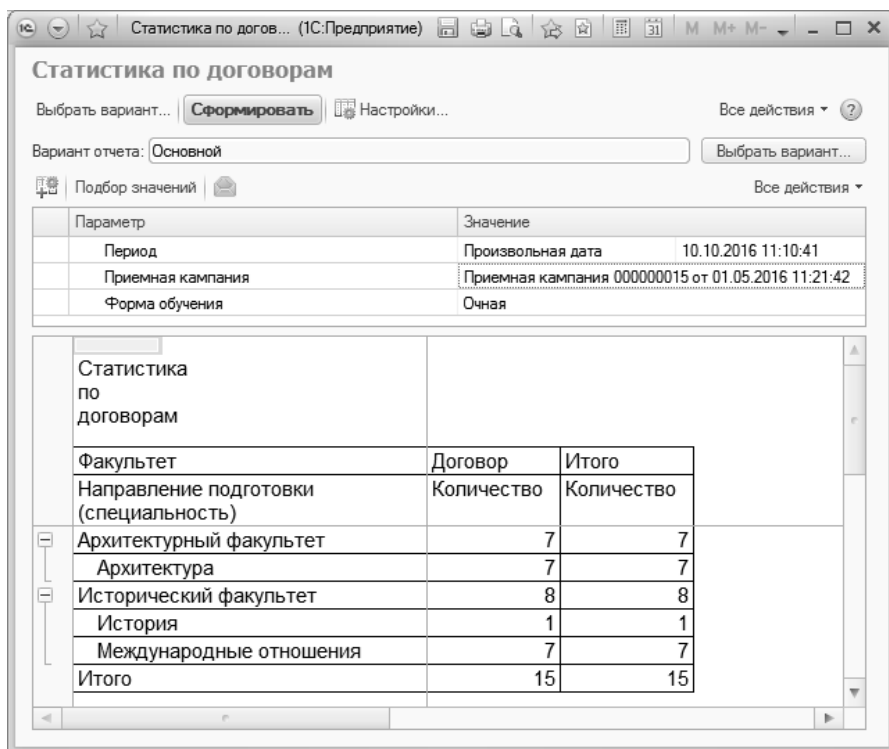 1С Статистика по догов... (1С:Предприятие) 31 M M+ M-
Статистика по договорам
Выбрать вариант... Сформировать Настройки... Все действия ?
Вариант отчета: Основной Выбрать вариант...
Подбор значений Все действия
Параметр Значение
Период Произвольная дата 10.10.2016 11:10:41
Приемная кампания Приемная кампания 000000015 от 01.05.2016 11:21:42
Форма обучения Очная
Статистика
по
договорам
Факультет Договор Итого
Направление подготовки Количество Количество
(специальность)
Архитектурный факультет 7 7
Архитектура 7 7
Исторический факультет 8 8
История 1 1
Международные отношения 7 7
Итого 15 15